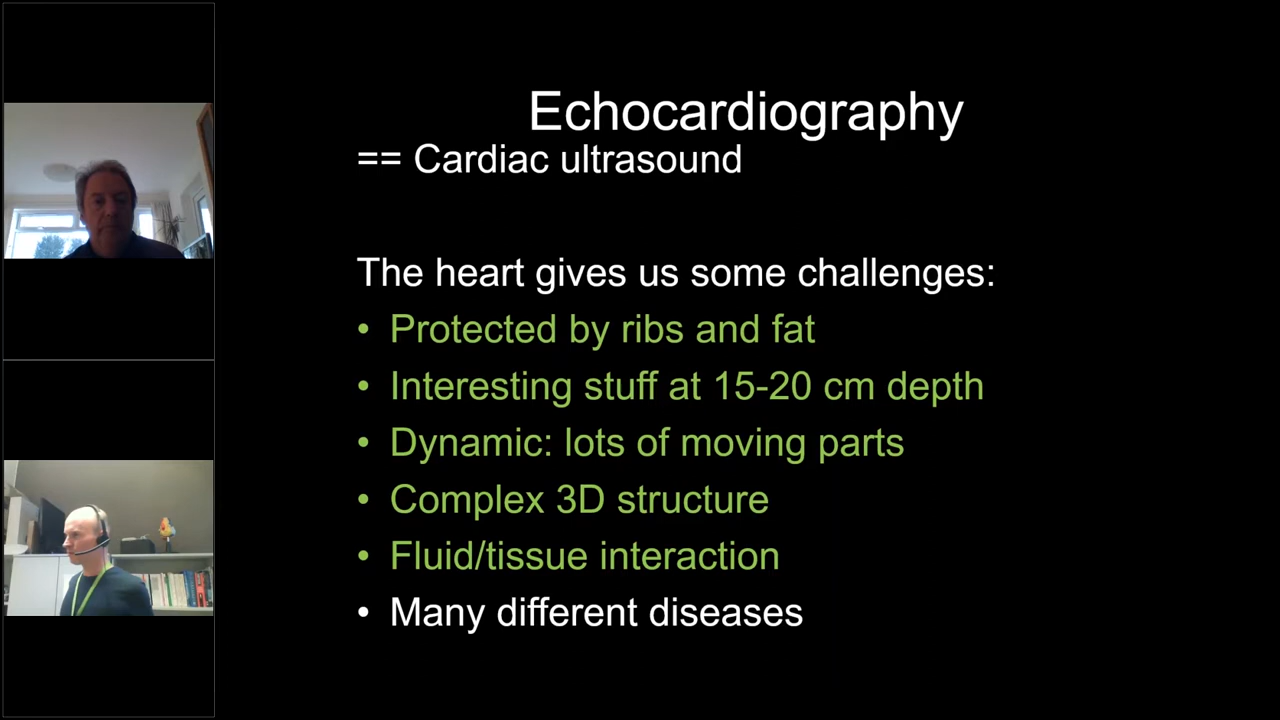 Echocardiography
== Cardiac ultrasound
The heart gives us some challenges:
• Protected by ribs and fat
• Interesting stuff at 15-20 cm depth
• Dynamic: lots of moving parts
• Complex 3D structure
• Fluid/tissue interaction
• Many different diseases